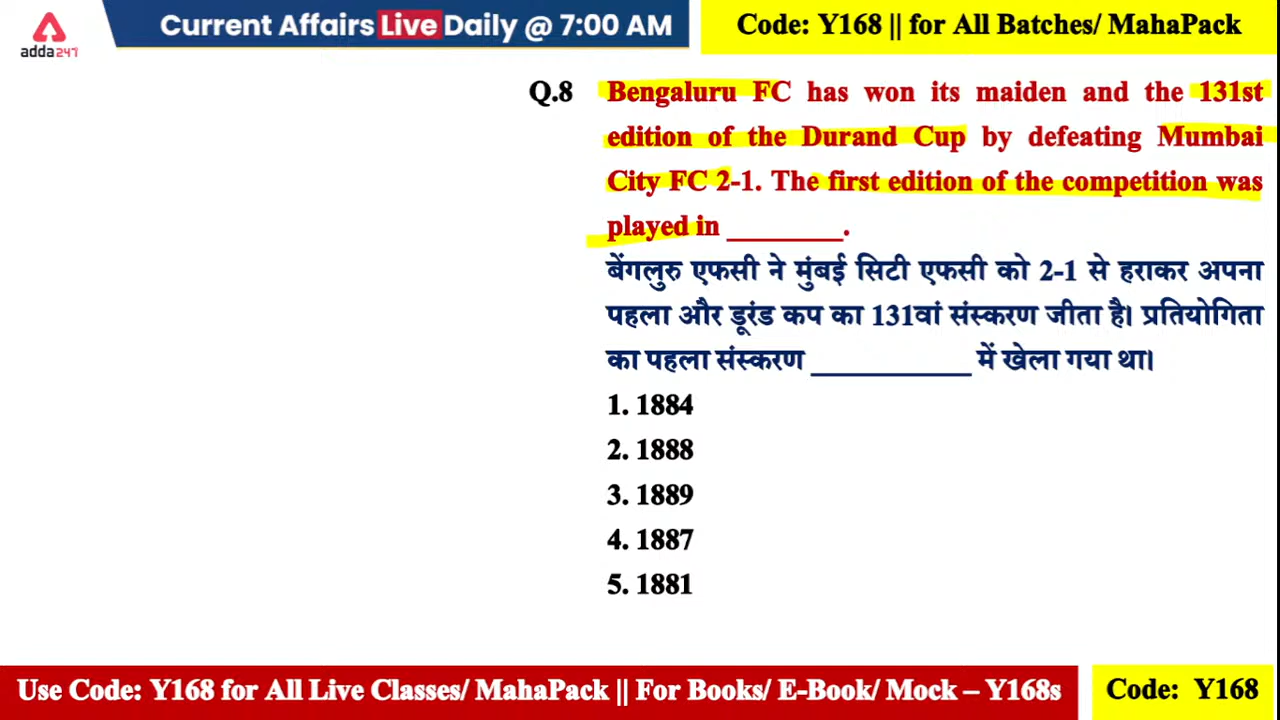 adda247
Current Affairs Live Daily @ 7:00 AM
Code: Y168 || for All Batches/ MahaPack
Q.8 Bengaluru FC has won its maiden and the 131st
edition of the Durand Cup by defeating Mumbai
City FC 2-1. The first edition of the competition was
played in ________.
बेंगलुरु एफसी ने मुंबई सिटी एफसी को 2-1 से हराकर अपना
पहला और डूरंड कप का 131वां संस्करण जीता है। प्रतियोगिता
का पहला संस्करण ___________ में खेला गया था।
1. 1884
2. 1888
3. 1889
4. 1887
5. 1881
Use Code: Y168 for All Live Classes/ MahaPack || For Books/ E-Book/ Mock – Y168s
Code: Y168